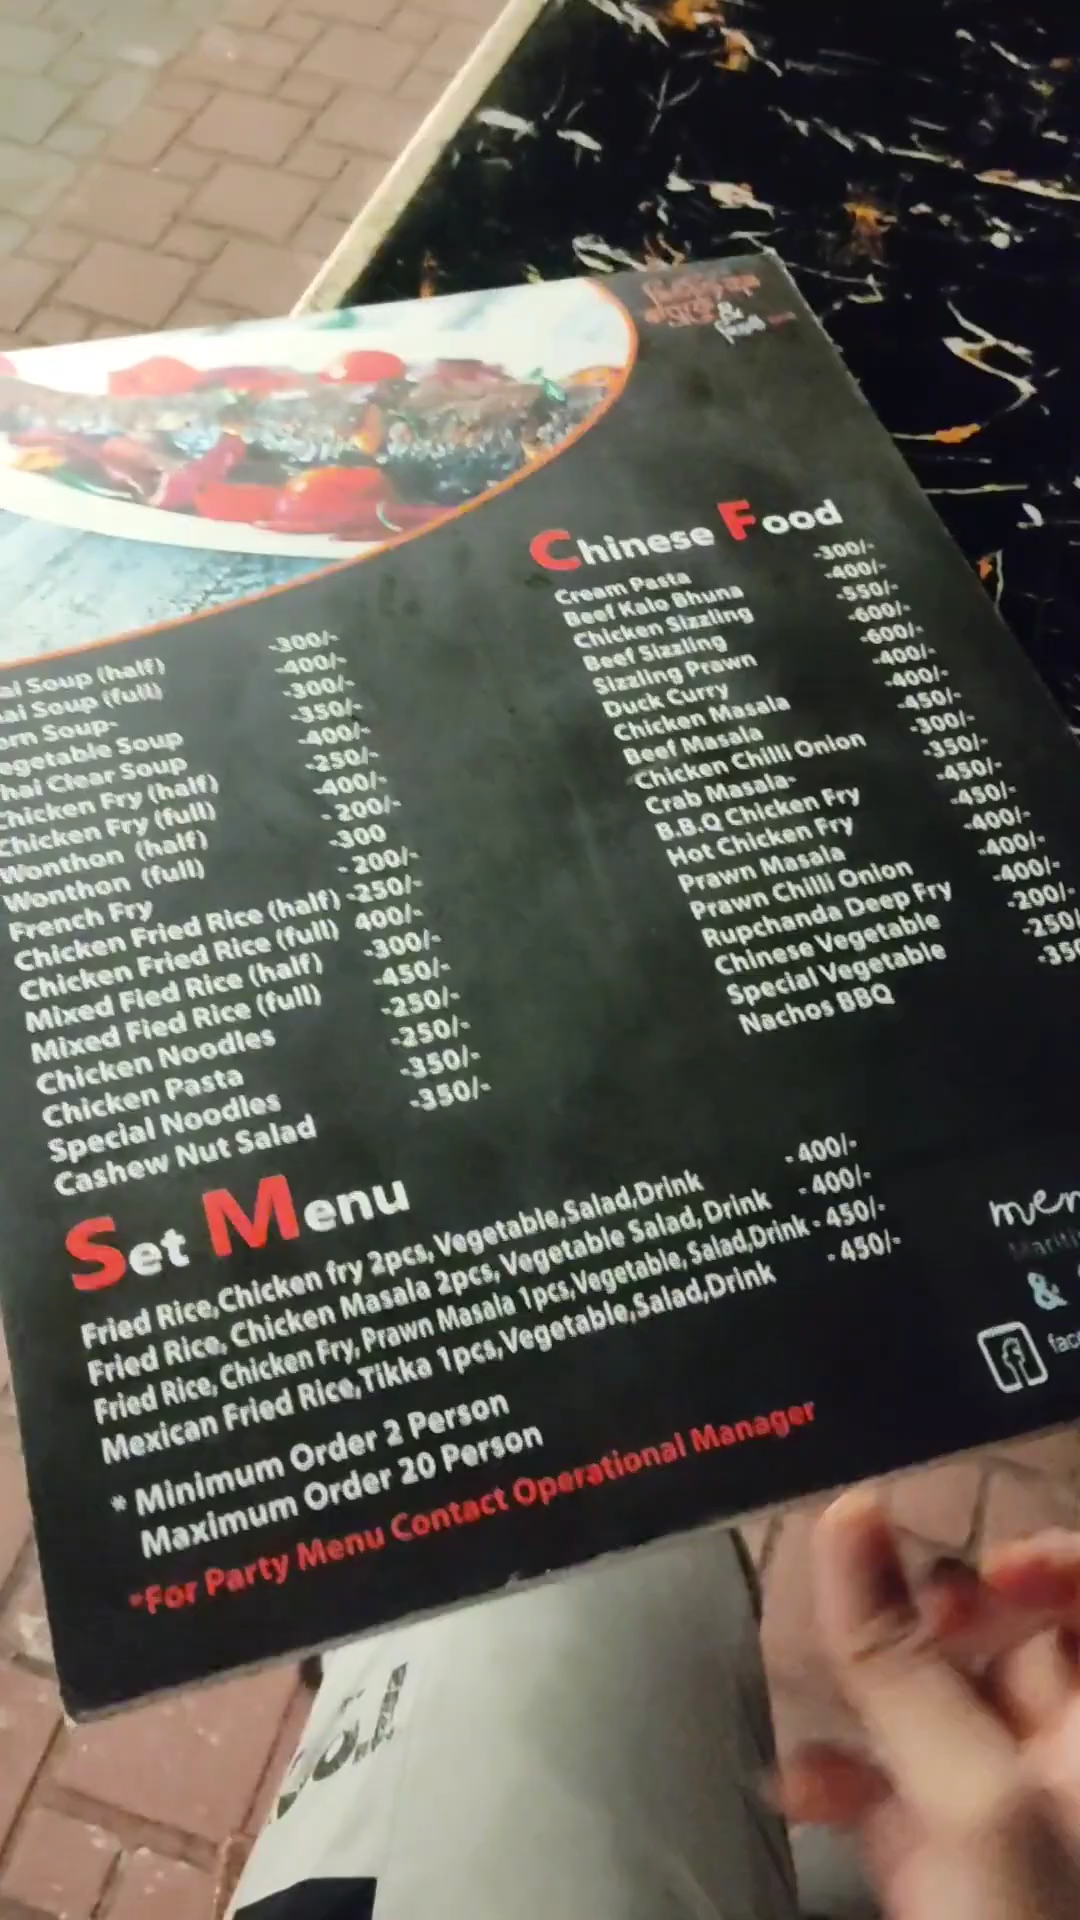 Soup (half) -300/-
Soup (full) -400/-
Soup- -300/-
Soup -350/-
Clear Soup -400/-
Chicken Fry (half) -250/-
Chicken Fry (full) -400/-
Wonthon (half) - 200/-
Wonthon (full) -300
French Fry - 200/-
Chicken Fried Rice (half) -250/-
Chicken Fried Rice (full) 400/-
Mixed Fied Rice (half) -300/-
Mixed Fied Rice (full) -450/-
Chicken Noodles -250/-
Chicken Pasta -250/-
Special Noodles -350/-
Cashew Nut Salad -350/-
Chinese Food
Cream Pasta -300/-
Beef Kalo Bhuna -400/-
Chicken Sizzling -550/-
Beef Sizzling -600/-
Sizzling Prawn -600/-
Duck Curry -400/-
Chicken Masala -400/-
Beef Masala -450/-
Chicken Chilli Onion -300/-
Crab Masala- -350/-
B.B.Q Chicken Fry -450/-
Hot Chicken Fry -450/-
Prawn Masala -400/-
Prawn Chilli Onion -400/-
Rupchanda Deep Fry -400/-
Chinese Vegetable -200/-
Special Vegetable -250/
Nachos BBQ
Set Menu
Fried Rice,Chicken fry 2pcs, Vegetable,Salad,Drink - 400/-
Fried Rice, Chicken Masala 2pcs, Vegetable Salad, Drink - 400/-
Fried Rice, Chicken Fry, Prawn Masala 1pcs,Vegetable, Salad,Drink - 450/-
Mexican Fried Rice,Tikka 1pcs,Vegetable,Salad,Drink - 450/-
* Minimum Order 2 Person
Maximum Order 20 Person
*For Party Menu Contact Operational Manager
&
f